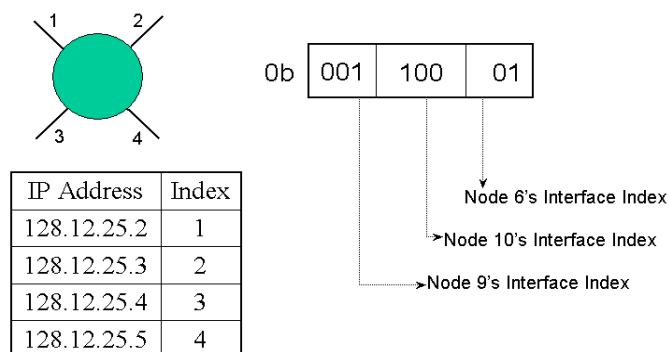 1 2
3 4
0b 001 100 01
Node 6's Interface Index
Node 10's Interface Index
Node 9's Interface Index
IP Address Index
128.12.25.2 1
128.12.25.3 2
128.12.25.4 3
128.12.25.5 4